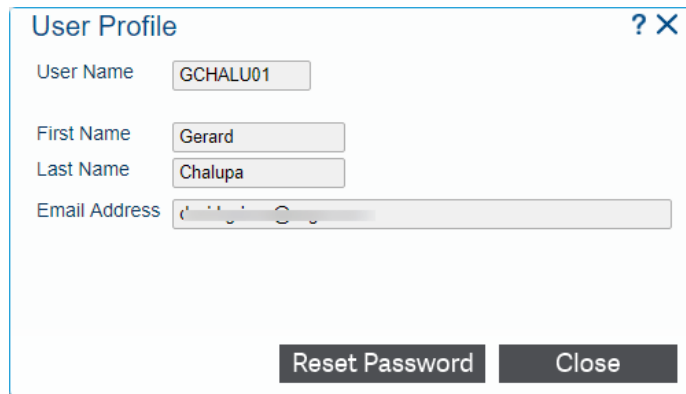 User Profile ? X
User Name GCHALU01
First Name Gerard
Last Name Chalupa
Email Address
Reset Password Close